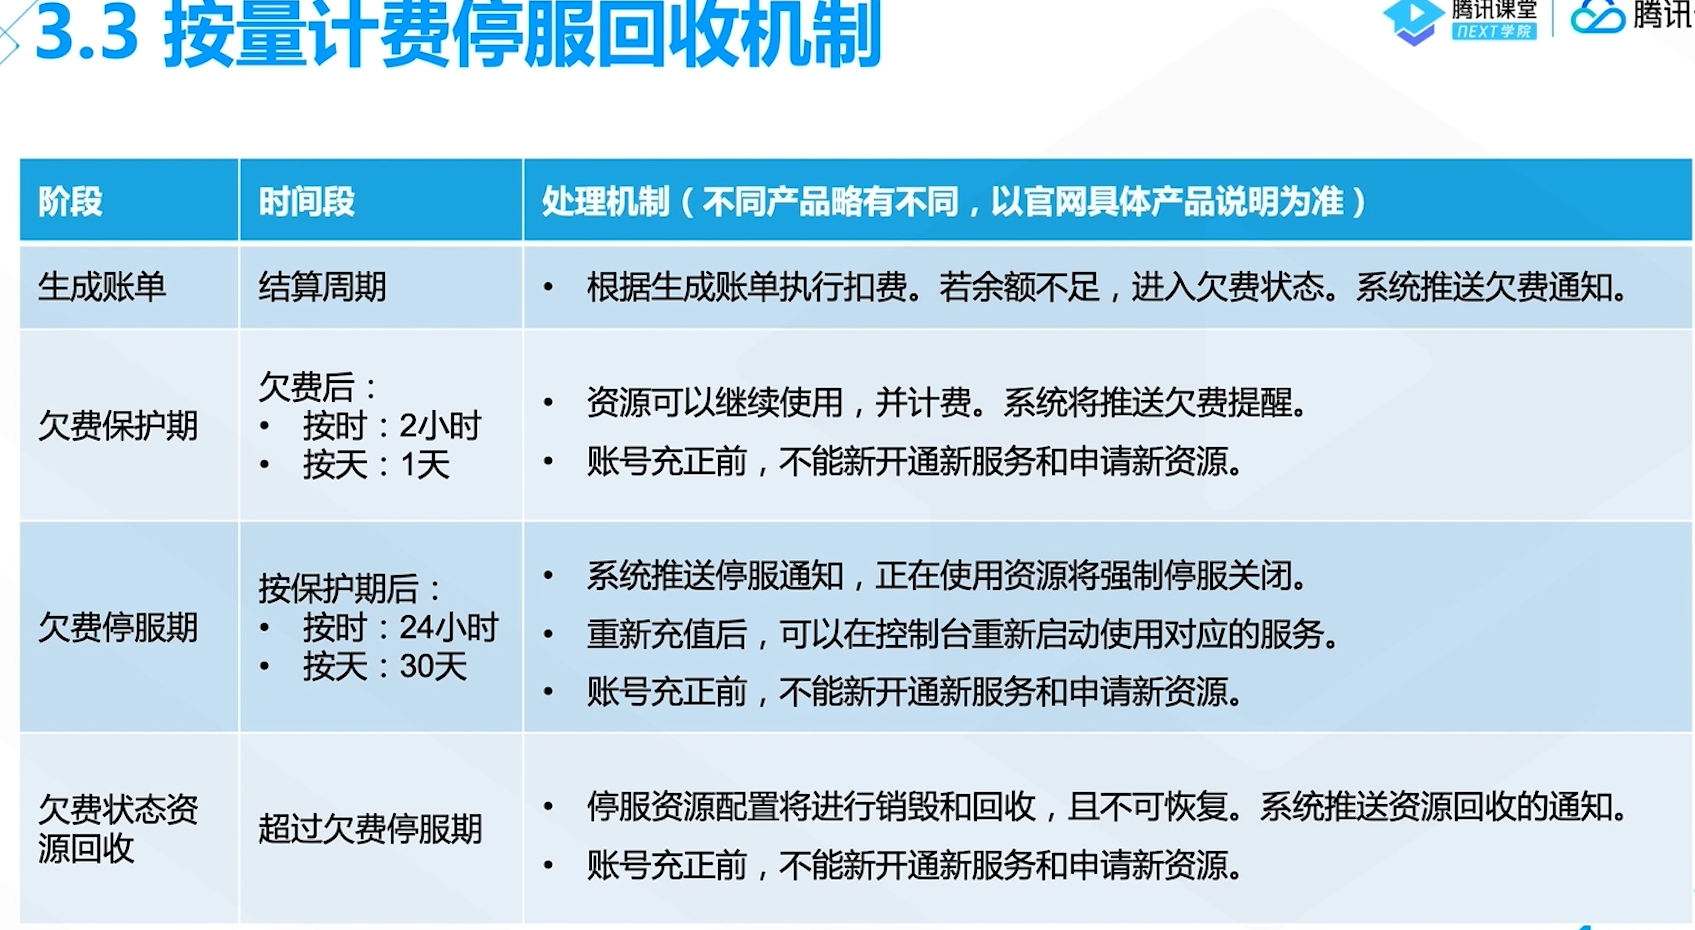 3.3 按量计费停服回收机制
腾讯课堂
NEXT学院
腾讯
阶段
时间段
处理机制（不同产品略有不同，以官网具体产品说明为准）
生成账单
结算周期
• 根据生成账单执行扣费。若余额不足，进入欠费状态。系统推送欠费通知。
欠费保护期
欠费后：
• 按时：2小时
• 按天：1天
• 资源可以继续使用，并计费。系统将推送欠费提醒。
• 账号充正前，不能新开通新服务和申请新资源。
欠费停服期
按保护期后：
• 按时：24小时
• 按天：30天
• 系统推送停服通知，正在使用资源将强制停服关闭。
• 重新充值后，可以在控制台重新启动使用对应的服务。
• 账号充正前，不能新开通新服务和申请新资源。
欠费状态资
源回收
超过欠费停服期
• 停服资源配置将进行销毁和回收，且不可恢复。系统推送资源回收的通知。
• 账号充正前，不能新开通新服务和申请新资源。